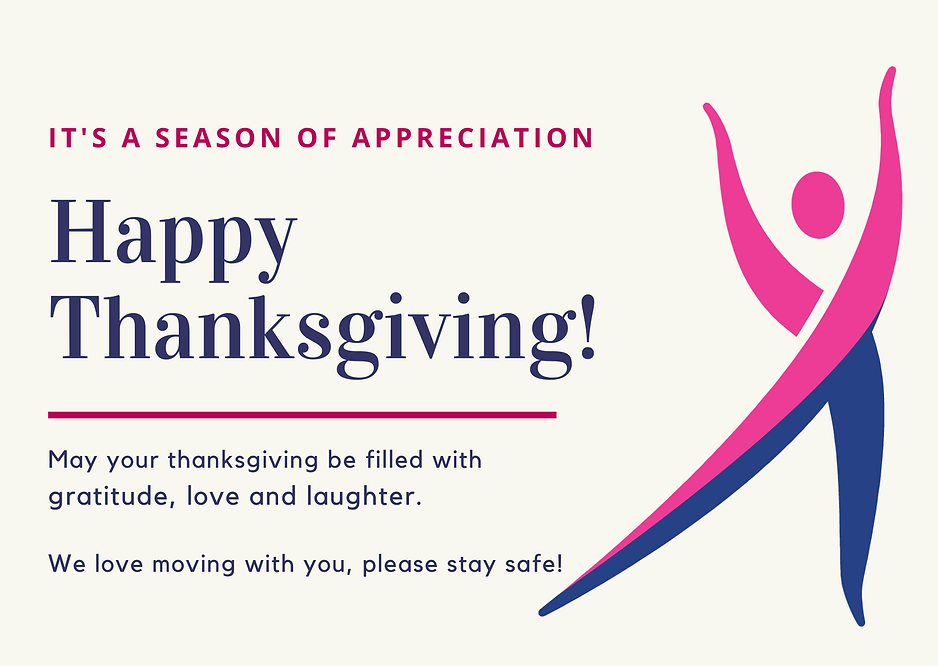 IT'S A SEASON OF APPRECIATION
Happy
Thanksgiving!
May your thanksgiving be filled with
gratitude, love and laughter.
We love moving with you, please stay safe!